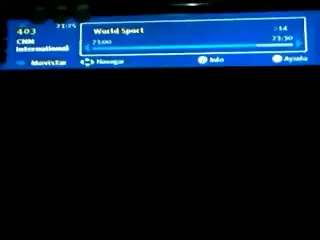 403
21:25
CNN
International
World Sport
+14
21:00
21:30
Movistar
Navegar
Info
Ayuda